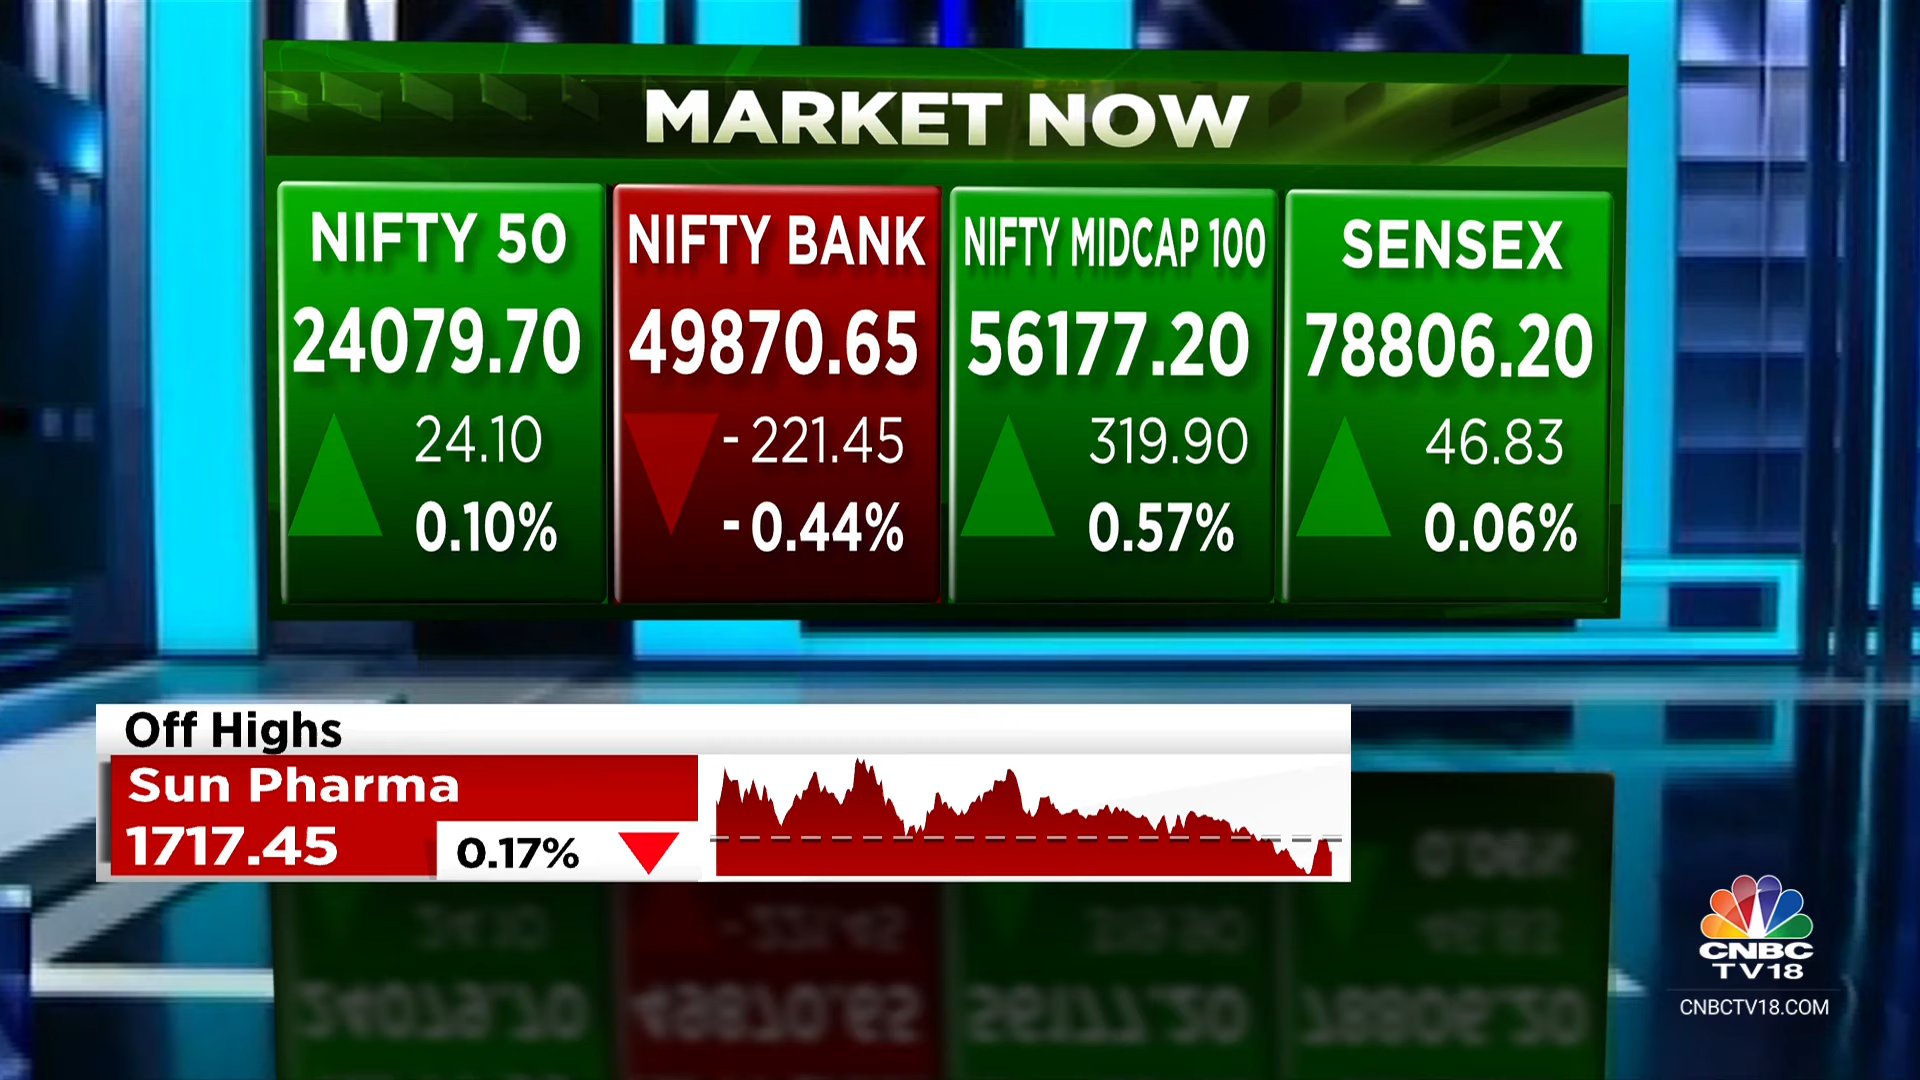 MARKET NOW
NIFTY 50
24079.70
24.10
0.10%
NIFTY BANK
49870.65
- 221.45
- 0.44%
NIFTY MIDCAP 100
56177.20
319.90
0.57%
SENSEX
78806.20
46.83
0.06%
Off Highs
Sun Pharma
1717.45
0.17%
CNBC
TV18
CNBCTV18.COM